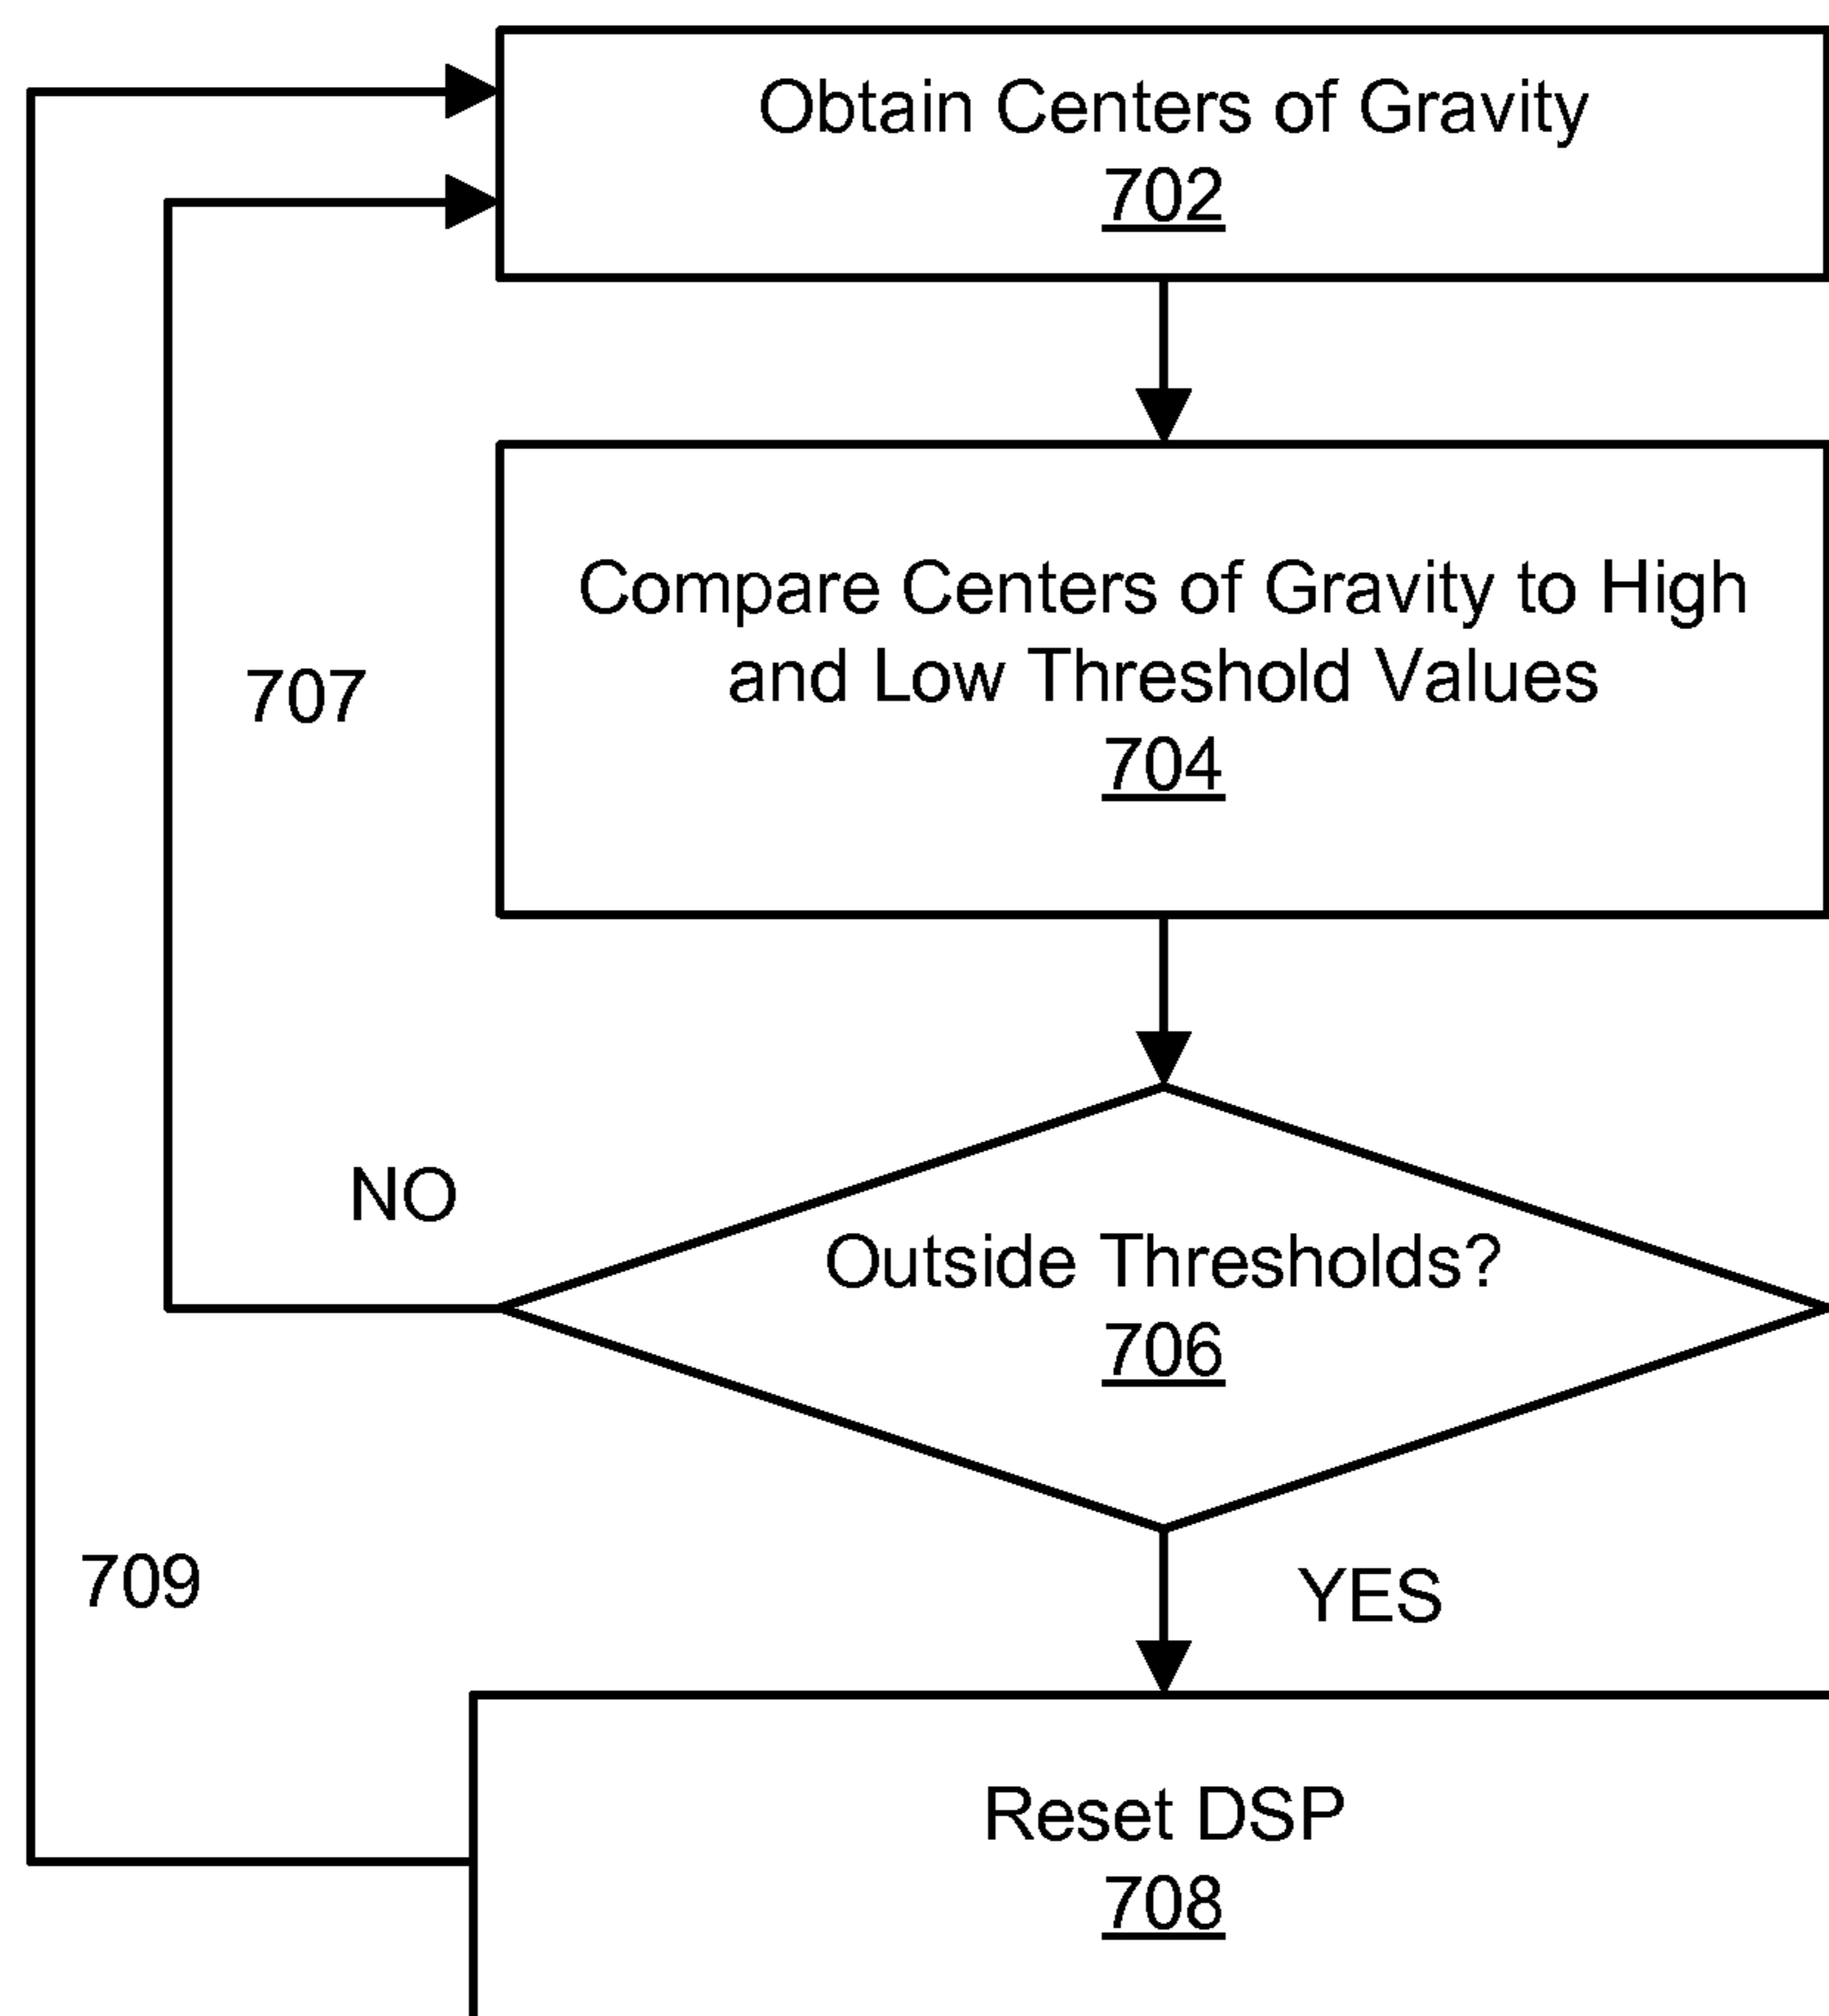 Obtain Centers of Gravity
702
Compare Centers of Gravity to High
and Low Threshold Values
704
707
NO
Outside Thresholds?
706
709
YES
Reset DSP
708